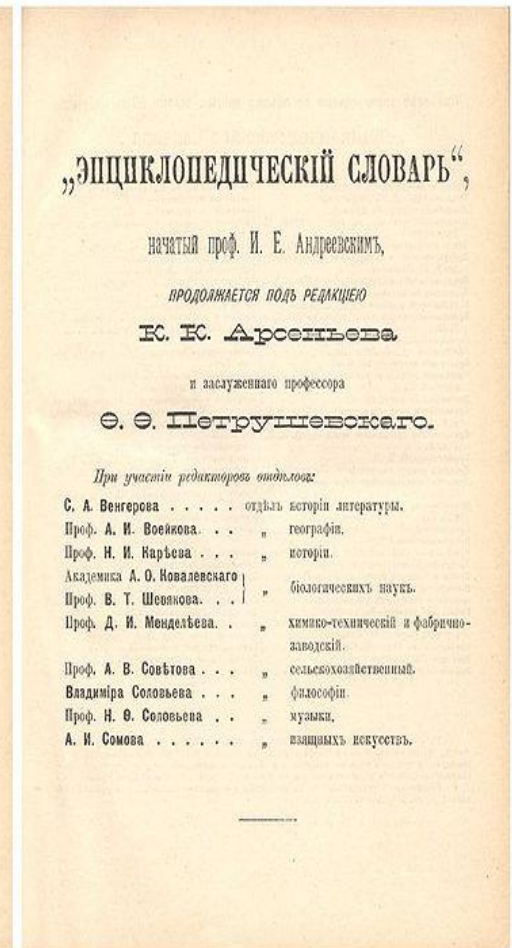 „ЭНЦИКЛОПЕДИЧЕСКІЙ СЛОВАРЬ“,
начатый проф. И. Е. Андреевскимъ,
ПРОДОЛЖАЕТСЯ ПОДЪ РЕДАКЦІЕЮ
К. К. Арсеньева
и заслуженнаго профессора
Ѳ. Ѳ. Петрушевскаго.
При участіи редакторовъ отдѣловъ:
С. А. Венгерова . . . . . отдѣлъ исторіи литературы.
Проф. А. И. Воейкова. . . „ географіи.
Проф. Н. И. Карѣева . . . „ исторіи.
Академика А. О. Ковалевскаго
Проф. В. Т. Шевякова. . . „ біологическихъ наукъ.
Проф. Д. И. Менделѣева. . „ химико-техническій и фабрично-
заводскій.
Проф. А. В. Совѣтова . . . „ сельскохозяйственный.
Владиміра Соловьева . . . „ философіи
Проф. Н. Ѳ. Соловьева . . „ музыки.
А. И. Сомова . . . . . . „ изящныхъ искусствъ.